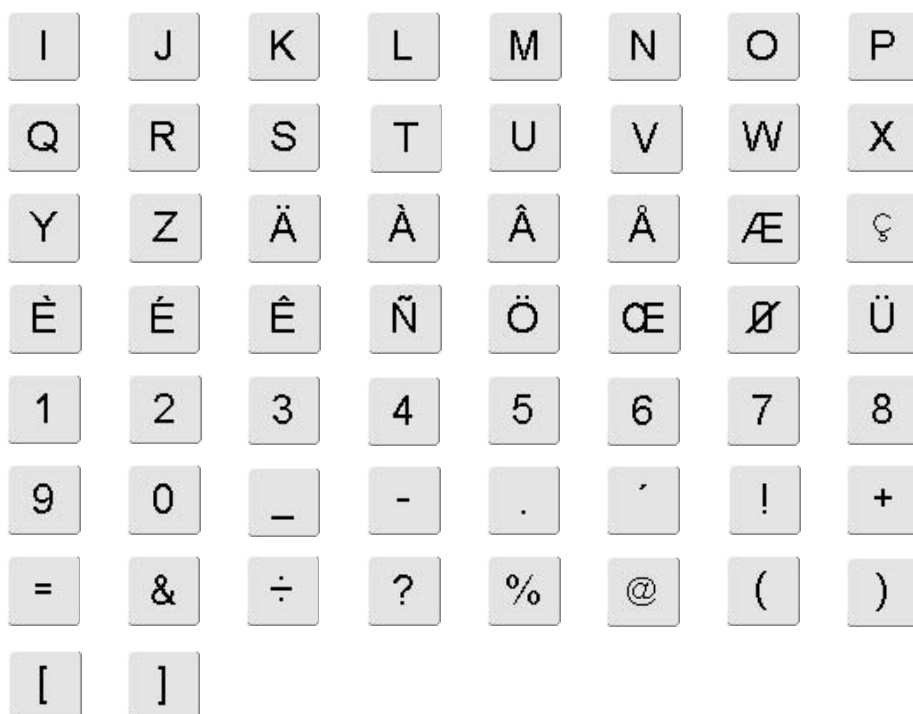 I J K L M N O P
Q R S T U V W X
Y Z Ä À Â Å Æ ç
È É Ê Ñ Ö Œ Ø Ü
1 2 3 4 5 6 7 8
9 0 _ - . ´ ! +
= & ÷ ? % @ ( )
[ ]